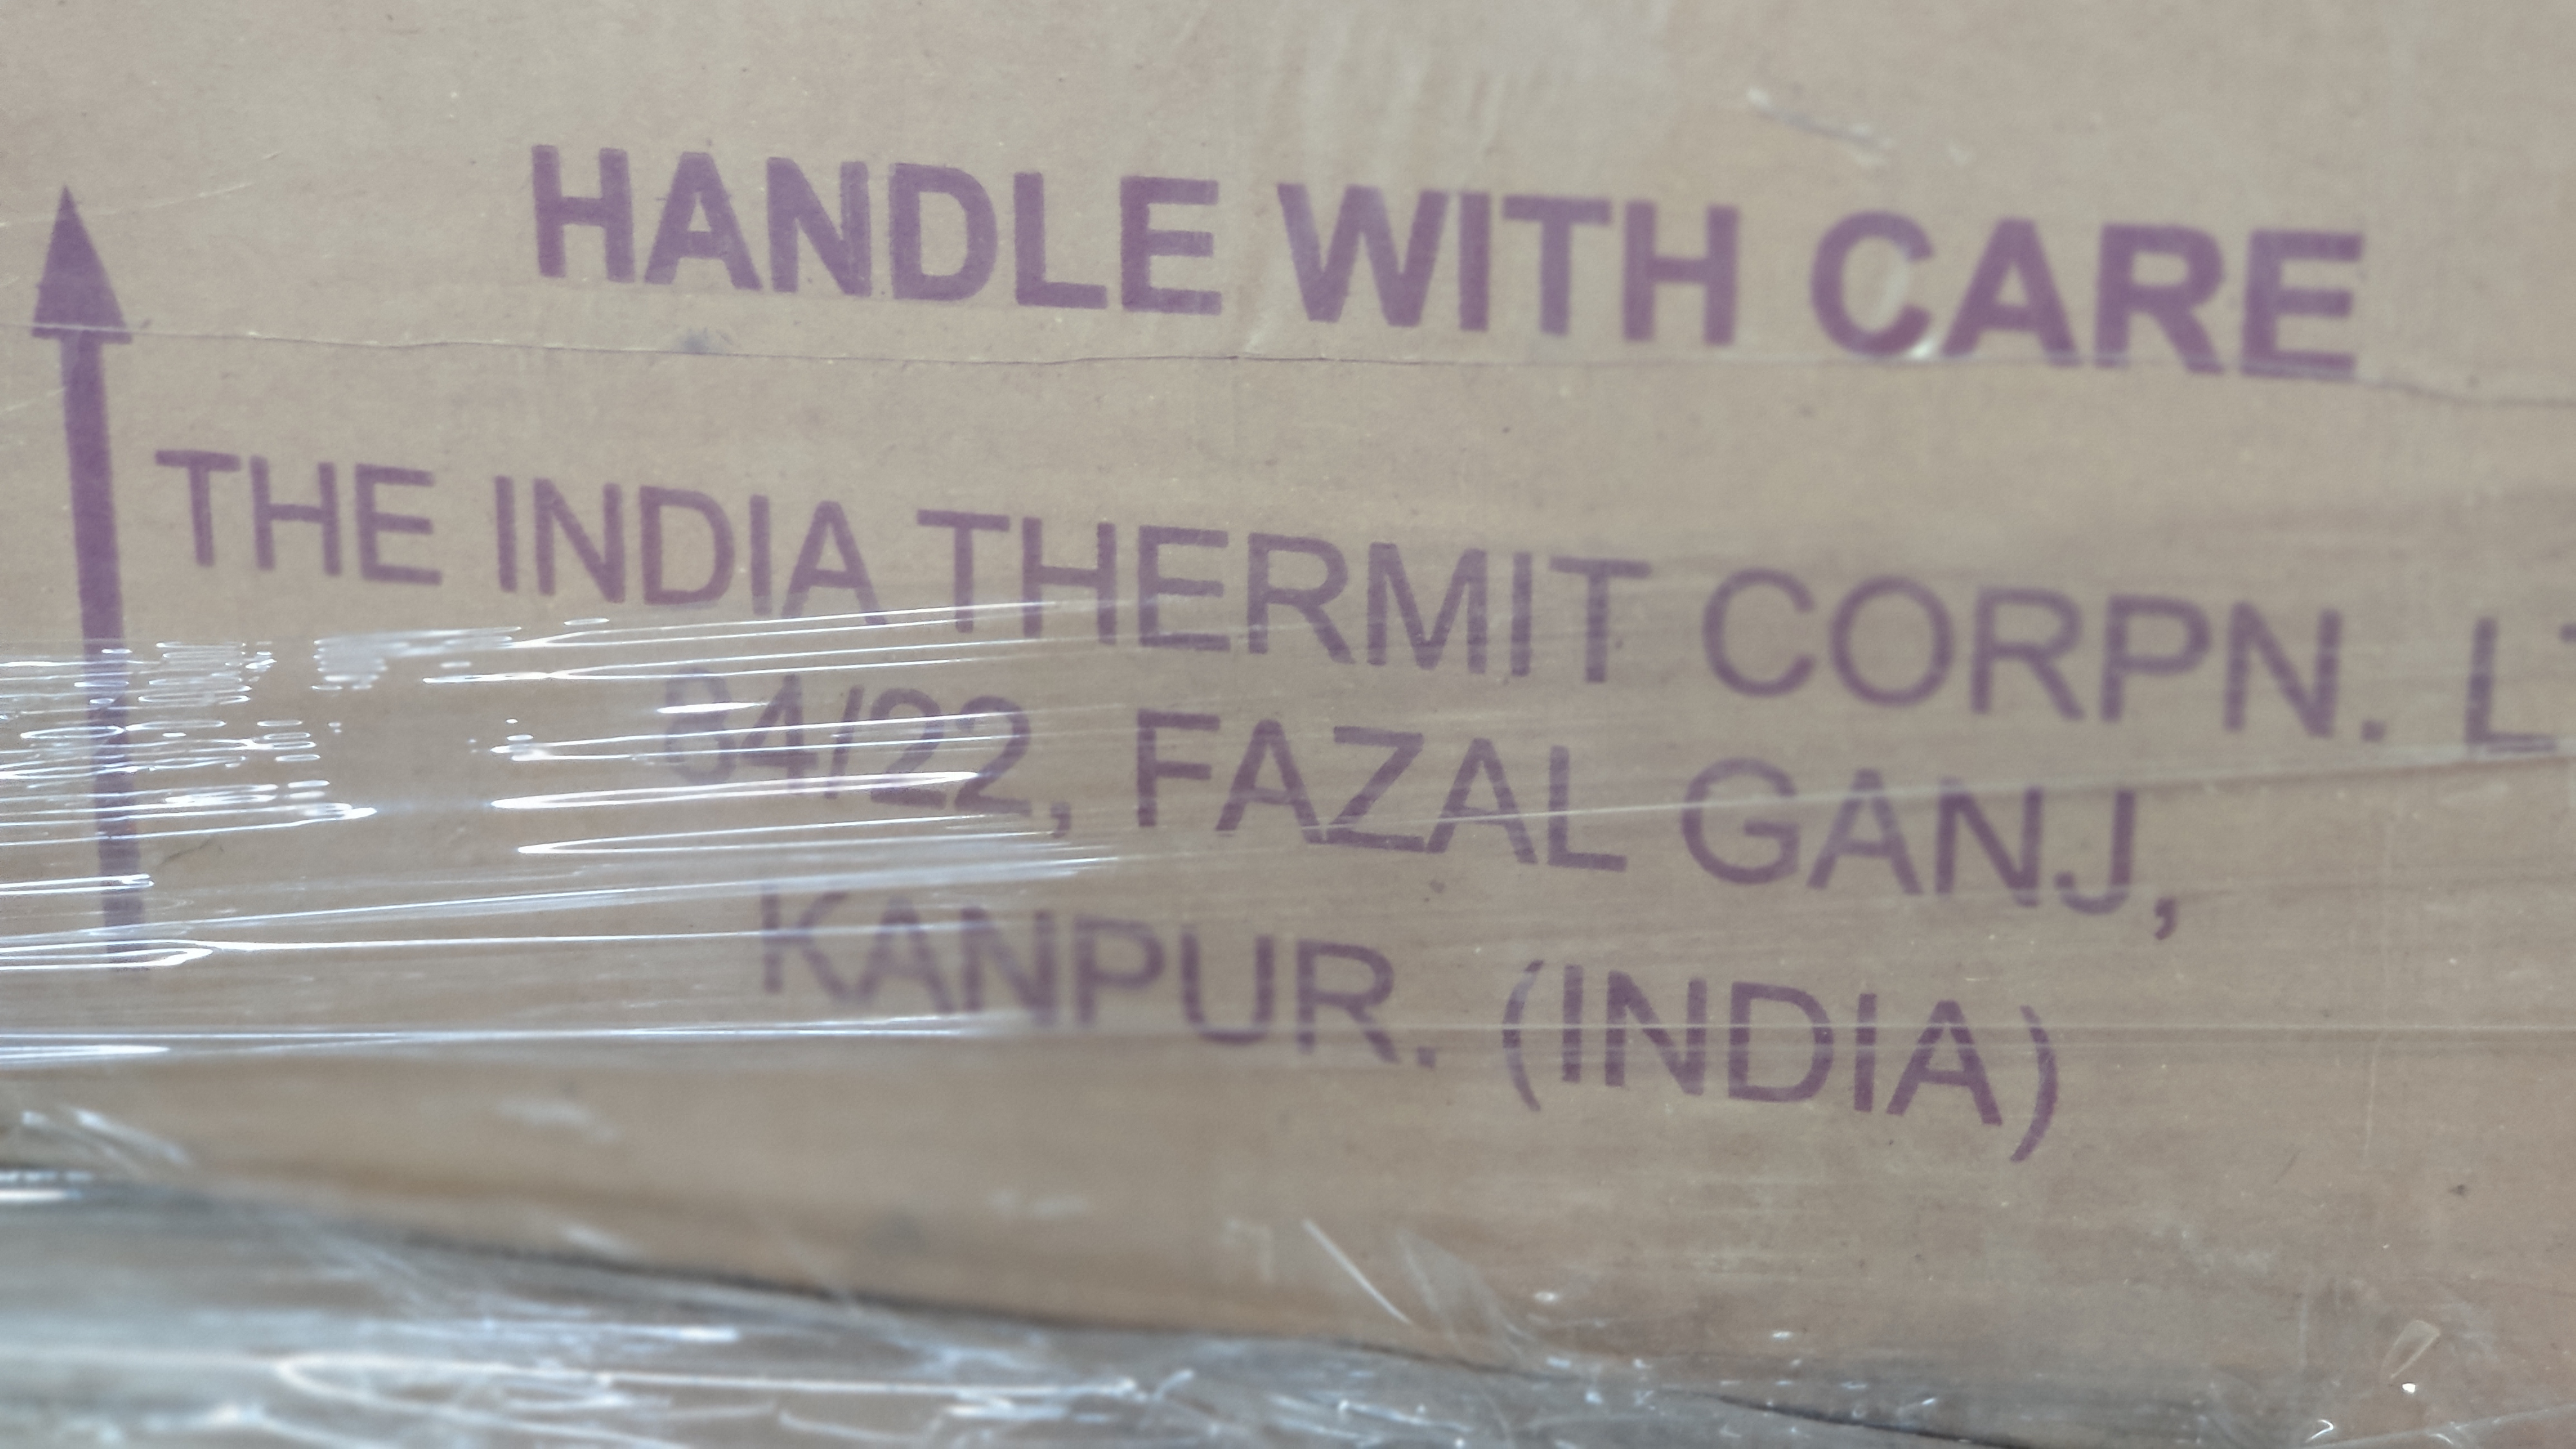 HANDLE WITH CARE
THE INDIA THERMIT CORPN.
84/22, FAZAL GANJ,
KANPUR. (INDIA)